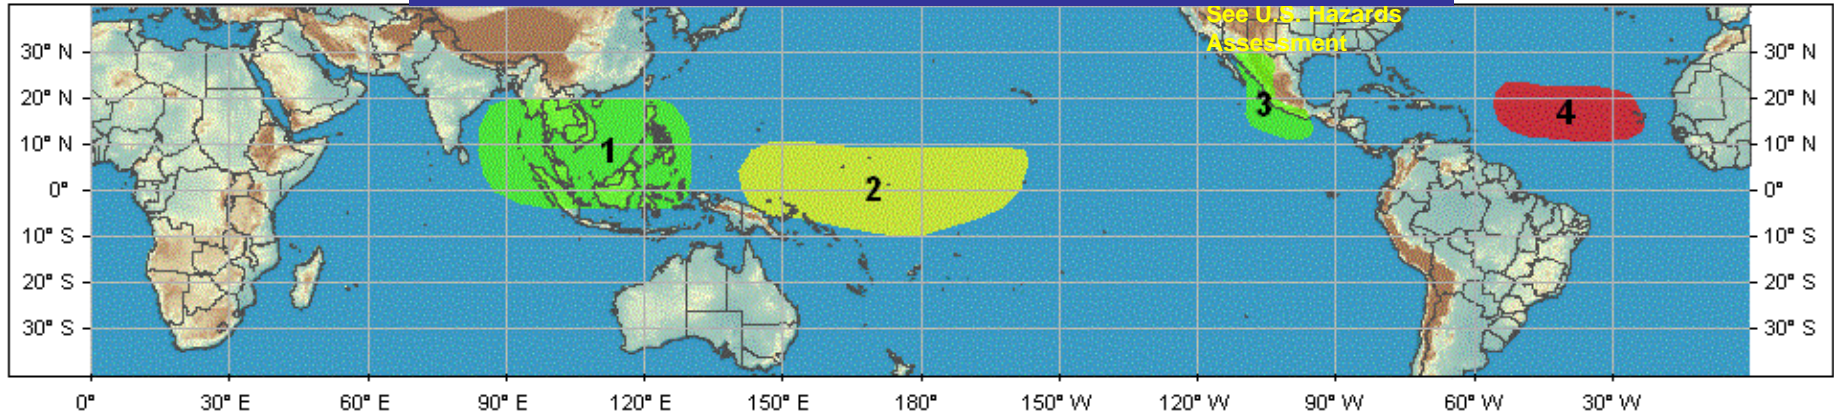 See U.S. Hazards
Assessment
30° N
30° N
20° N
20° N
10° N
10° N
0°
0°
10° S
10° S
20° S
20° S
30° S
30° S
1
2
3
4
0°
30° E
60° E
90° E
120° E
150° E
180°
150° W
120° W
90° W
60° W
30° W